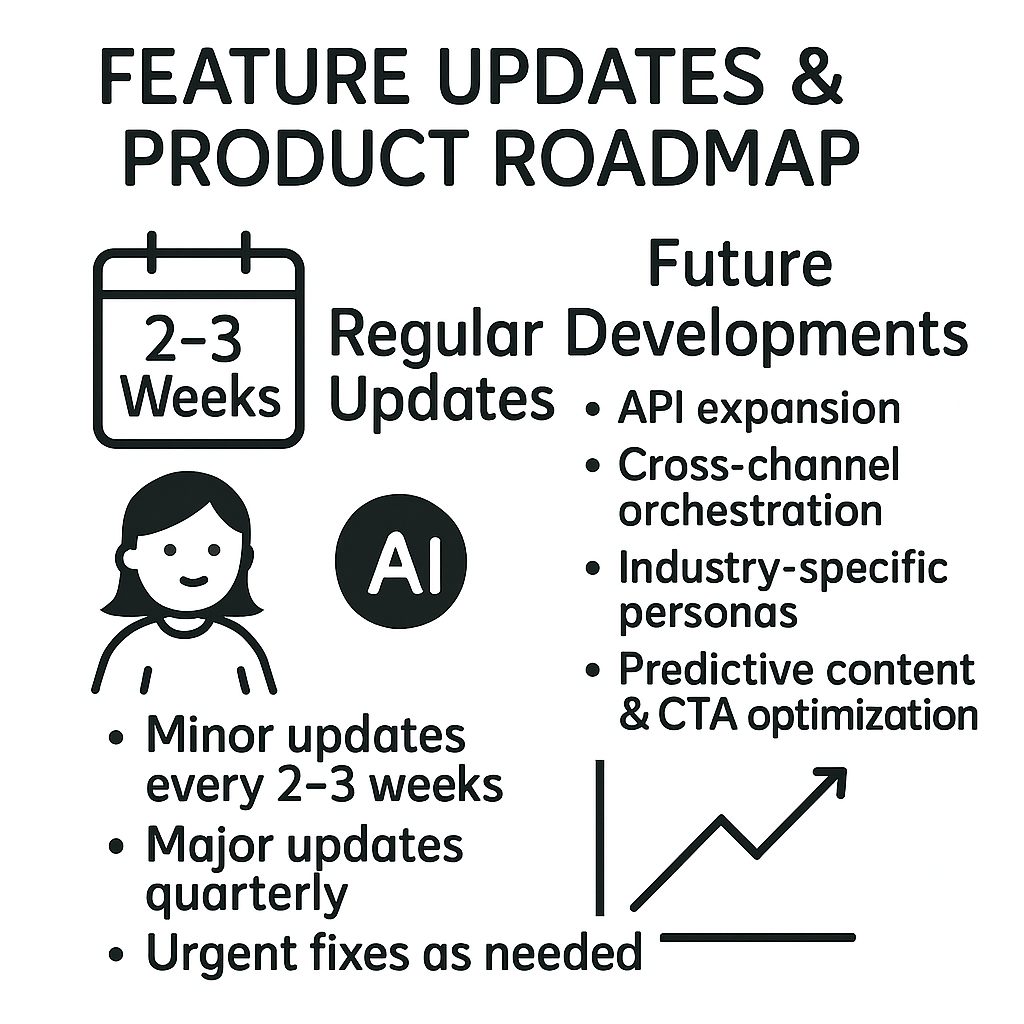 FEATURE UPDATES &
PRODUCT ROADMAP
2–3
Weeks
Regular
Updates
AI
• Minor updates
every 2–3 weeks
• Major updates
quarterly
• Urgent fixes as needed
Future
Developments
• API expansion
• Cross-channel
orchestration
• Industry-specific
personas
• Predictive content
& CTA optimization